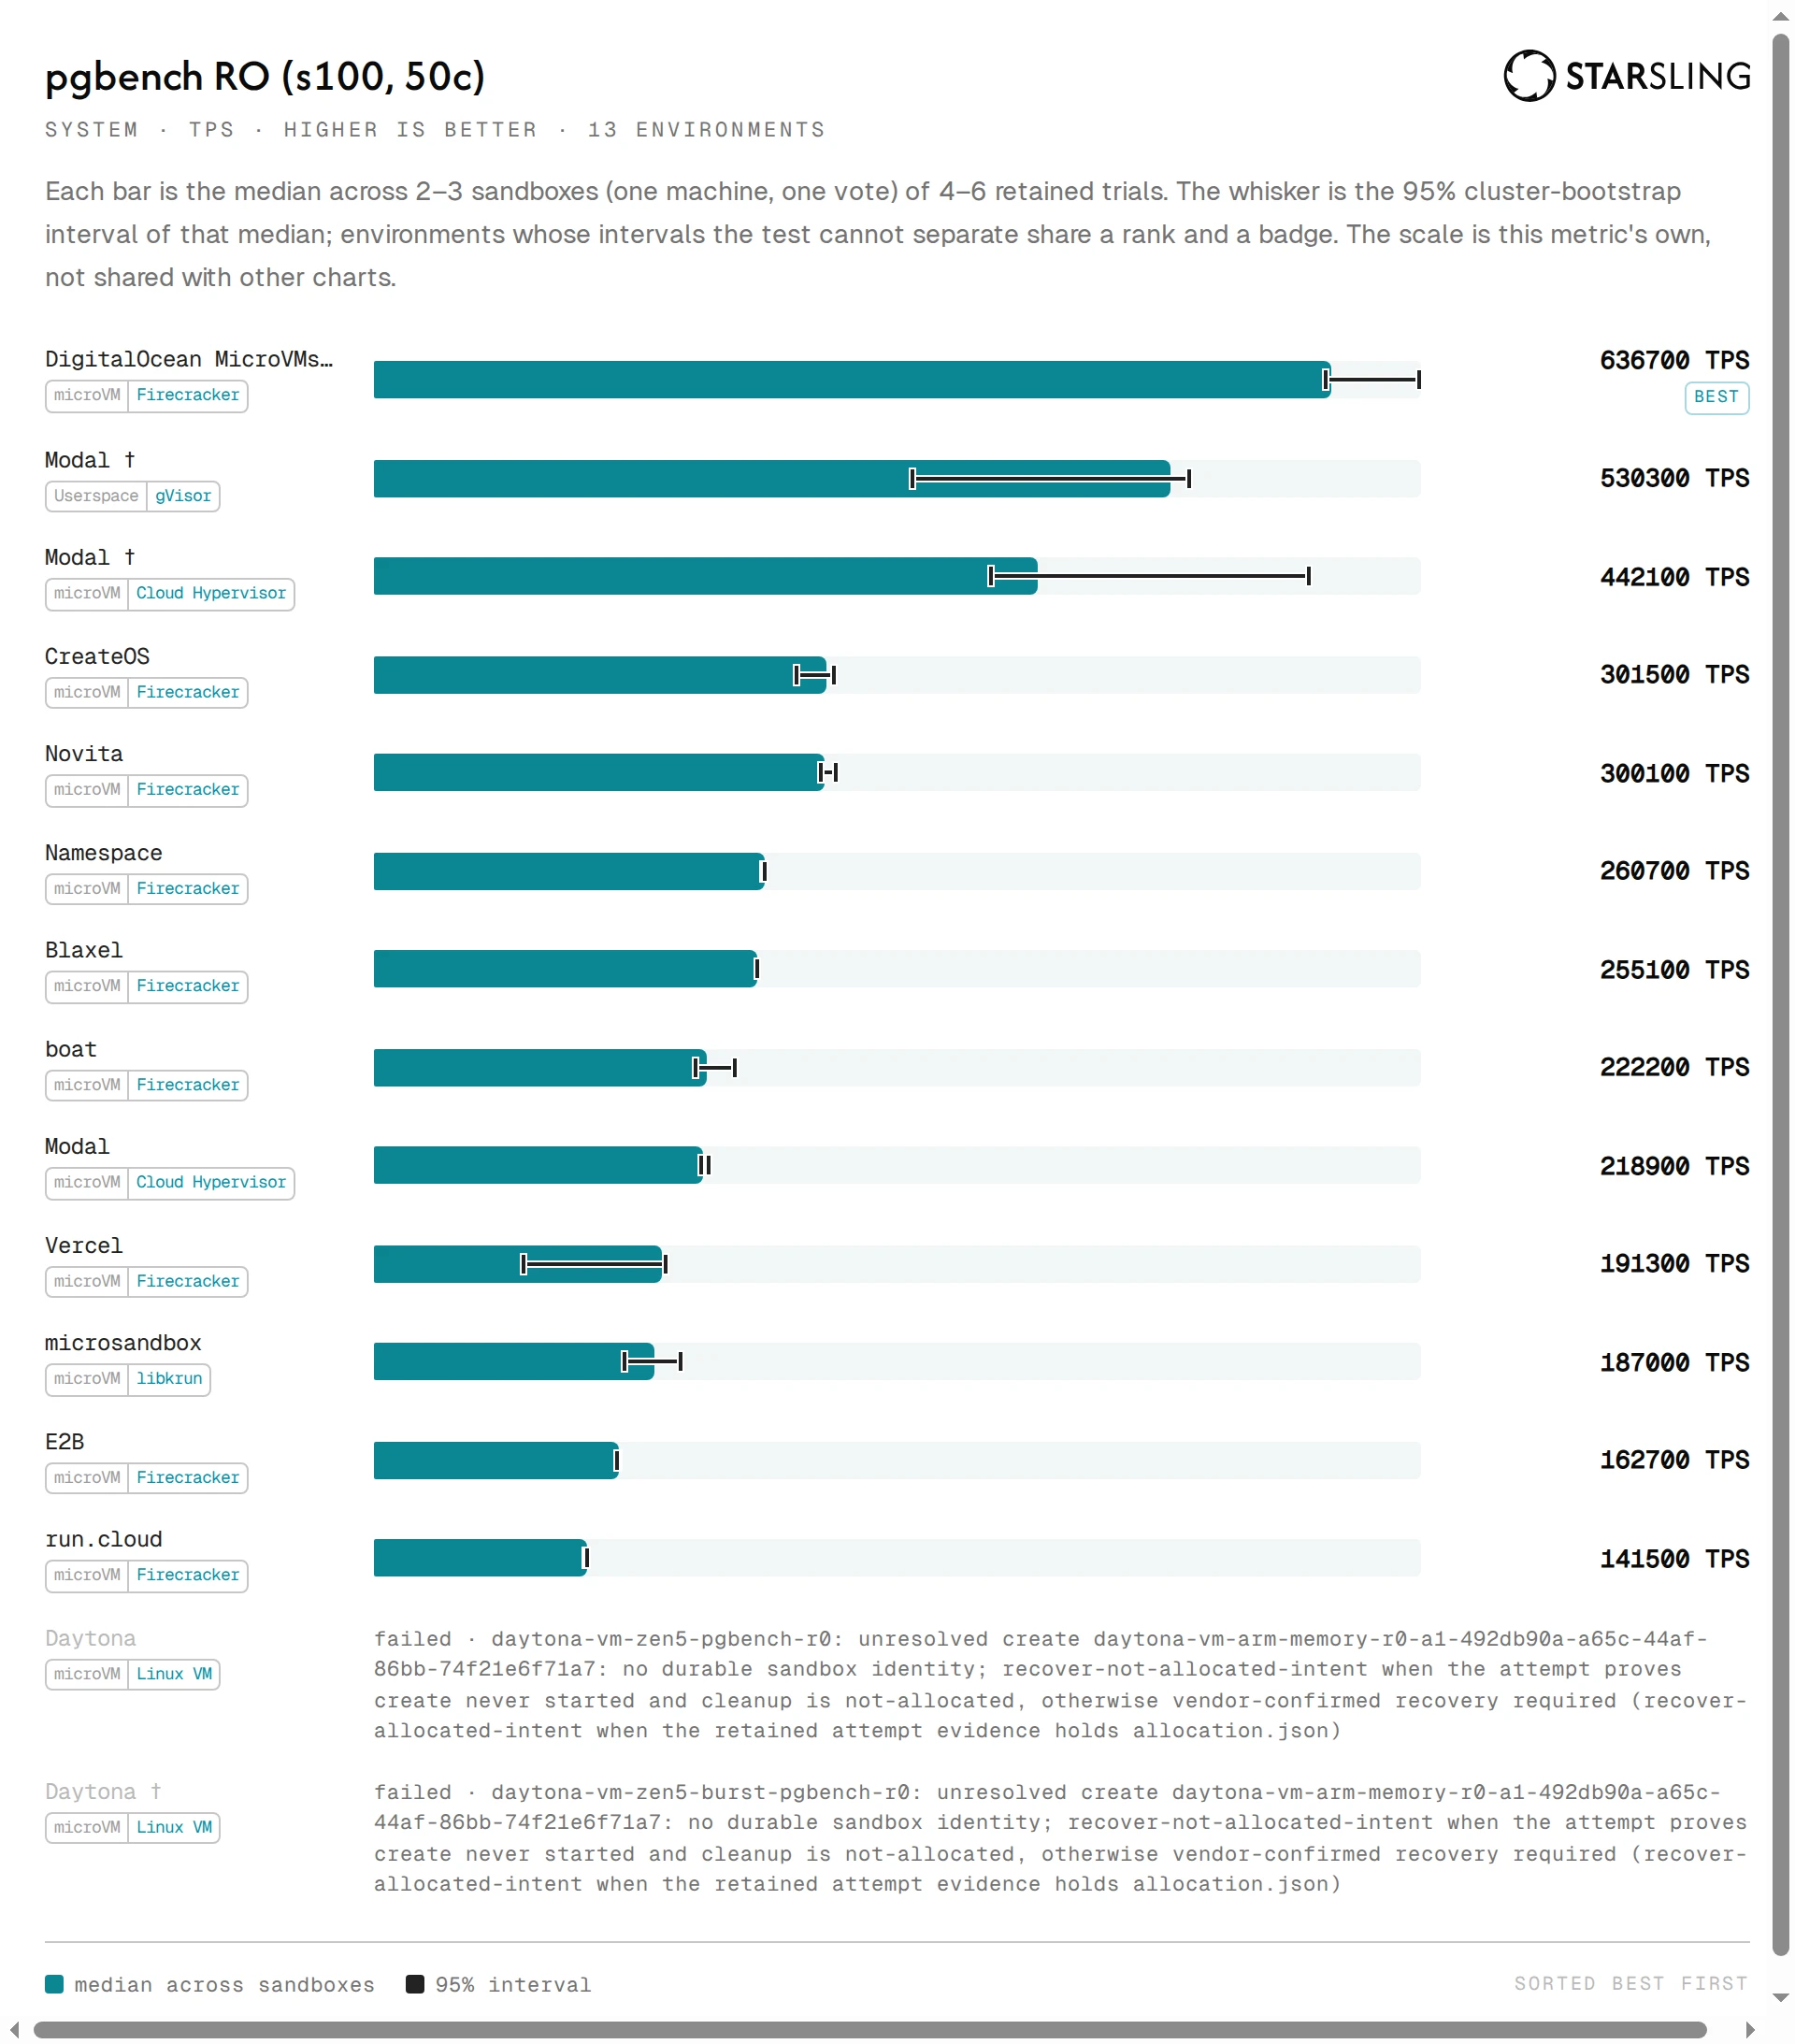 pgbench RO (s100, 50c)
STARSLING
SYSTEM · TPS · HIGHER IS BETTER · 13 ENVIRONMENTS
Each bar is the median across 2–3 sandboxes (one machine, one vote) of 4–6 retained trials. The whisker is the 95% cluster-bootstrap
interval of that median; environments whose intervals the test cannot separate share a rank and a badge. The scale is this metric's own,
not shared with other charts.
DigitalOcean MicroVMs…
microVM Firecracker
636700 TPS
BEST
Modal †
Userspace gVisor
530300 TPS
Modal †
microVM Cloud Hypervisor
442100 TPS
CreateOS
microVM Firecracker
301500 TPS
Novita
microVM Firecracker
300100 TPS
Namespace
microVM Firecracker
260700 TPS
Blaxel
microVM Firecracker
255100 TPS
boat
microVM Firecracker
222200 TPS
Modal
microVM Cloud Hypervisor
218900 TPS
Vercel
microVM Firecracker
191300 TPS
microsandbox
microVM libkrun
187000 TPS
E2B
microVM Firecracker
162700 TPS
run.cloud
microVM Firecracker
141500 TPS
Daytona
microVM Linux VM
failed · daytona-vm-zen5-pgbench-r0: unresolved create daytona-vm-arm-memory-r0-a1-492db90a-a65c-44af-
86bb-74f21e6f71a7: no durable sandbox identity; recover-not-allocated-intent when the attempt proves
create never started and cleanup is not-allocated, otherwise vendor-confirmed recovery required (recover-
allocated-intent when the retained attempt evidence holds allocation.json)
Daytona †
microVM Linux VM
failed · daytona-vm-zen5-burst-pgbench-r0: unresolved create daytona-vm-arm-memory-r0-a1-492db90a-a65c-
44af-86bb-74f21e6f71a7: no durable sandbox identity; recover-not-allocated-intent when the attempt proves
create never started and cleanup is not-allocated, otherwise vendor-confirmed recovery required (recover-
allocated-intent when the retained attempt evidence holds allocation.json)
median across sandboxes
95% interval
SORTED BEST FIRST